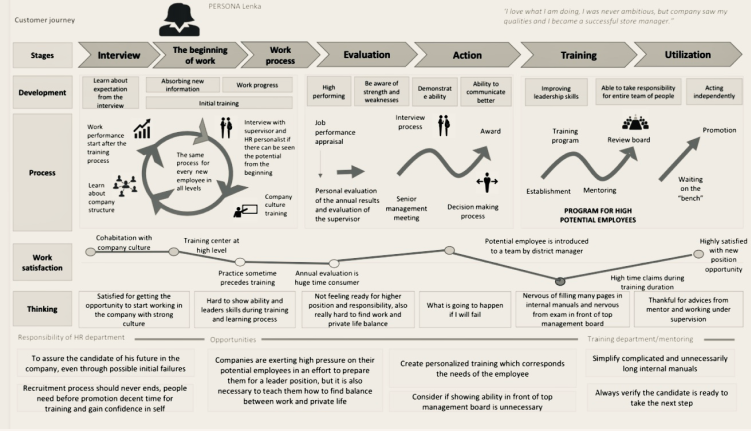 PERSONA Lenka
Customer journey
"I love what I am doing, I was never ambitious, but company saw my
qualities and I became a successful store manager."
Stages
Interview
The beginning
of work
Work
process
Evaluation
Action
Training
Utilization
Development
Learn about
expectation
from the
interview
Absorbing new
information
Work progress
Initial training
High
performing
Be aware of
strength and
weaknesses
Demonstrat
e ability
Ability to
communicate
better
Improving
leadership skills
Able to take responsibility
for entire team of people
Acting
independently
Process
Work
performance
start after the
training
process
Learn
about
company
structure
The same
process for
every new
employee in
all levels
Interview with
supervisor and
HR personalist if
there can be seen
the potential
from the
beginning
Company
culture
training
Job
performance
appraisal
Personal evaluation
of the annual results
and evaluation of
the supervisor
Interview
process
Award
Senior
management
meeting
Decision making
process
Training
program
Review board
Establishment
Mentoring
PROGRAM FOR HIGH
POTENTIAL EMPLOYEES
Promotion
Waiting
on the
"bench"
Work
satisfaction
Cohabitation with
company culture
Training center at
high level
Practice sometime
precedes training
Annual evaluation is
huge time consumer
Potential employee is introduced
to a team by district manager
High time claims during
training duration
Highly satisfied
with new
position
opportunity
Thinking
Satisfied for getting the
opportunity to start working in
the company with strong
culture
Hard to show ability and
leaders skills during training
and learning process
Not feeling ready for higher
position and responsibility, also
really hard to find work and
private life balance
What is going to happen
if I will fail
Nervous of filling many pages in
internal manuals and nervous
from exam in front of top
management board
Thankful for advices from
mentor and working under
supervision
Responsibility of HR department
Opportunities
Training department/mentoring
To assure the candidate of his future in the
company, even through possible initial failures
Recruitment process should never ends, people
need before promotion decent time for
training and gain confidence in self
Companies are exerting high pressure on their
potential employees in an effort to prepare
them for a leader position, but it is also
necessary to teach them how to find balance
between work and private life
Create personalized training which corresponds
the needs of the employee
Consider if showing ability in front of top
management board is unnecessary
Simplify complicated and unnecessarily
long internal manuals
Always verify the candidate is ready to
take the next step